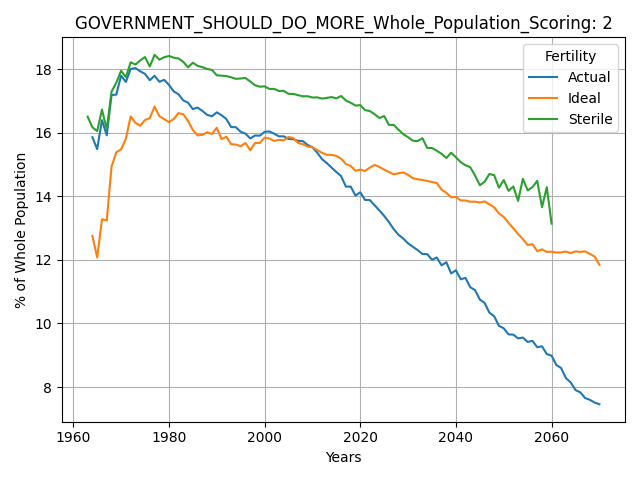 GOVERNMENT_SHOULD_DO_MORE_Whole_Population_Scoring: 2
Fertility
Actual
Ideal
Sterile
% of Whole Population
18
16
14
12
10
8
1960 1980 2000 2020 2040 2060
Years